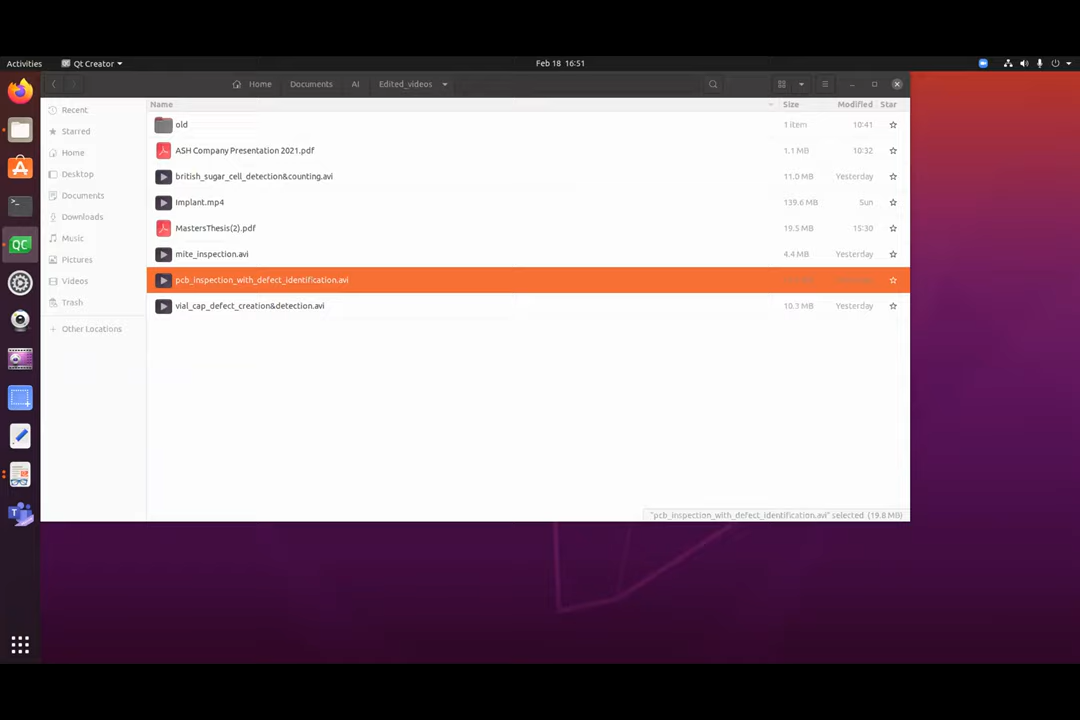 Activities Qt Creator Feb 18 16:51
Home Documents AI Edited_videos
Name Size Modified Star
Recent
Starred
Home
Desktop
Documents
Downloads
Music
Pictures
Videos
Trash
Other Locations
old 1 item 10:41
ASH Company Presentation 2021.pdf 1.1 MB 10:32
british_sugar_cell_detection&counting.avi 11.0 MB Yesterday
Implant.mp4 139.6 MB Sun
MastersThesis(2).pdf 19.5 MB 15:30
mite_inspection.avi 4.4 MB Yesterday
pcb_inspection_with_defect_identification.avi
vial_cap_defect_creation&detection.avi 10.3 MB Yesterday
"pcb_inspection_with_defect_identification.avi" selected (19.8 MB)
QC